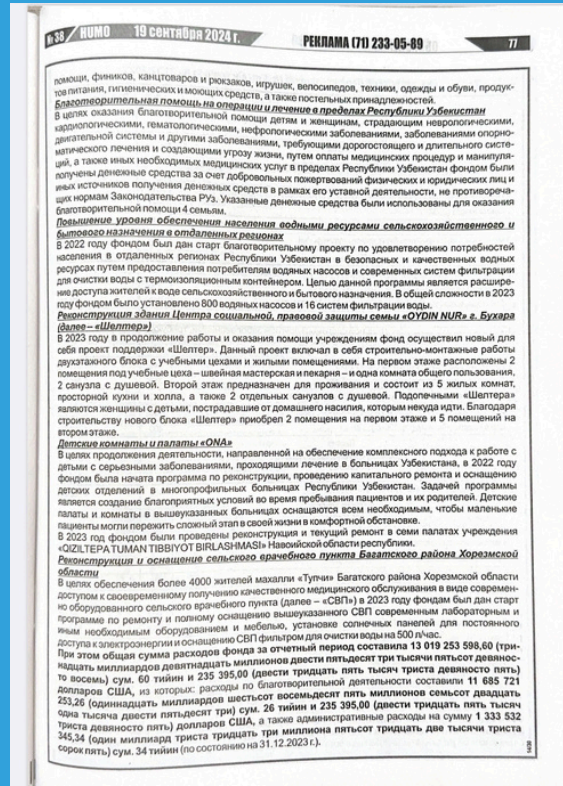 № 38 HUMO 19 сентября 2024 г. РЕКЛАМА (71) 233-05-89 77
помощи, фиников, канцтоваров и рюкзаков, игрушек, велосипедов, техники, одежды и обуви, продук-
тов питания, гигиенических и моющих средств, а также постельных принадлежностей.
Благотворительная помощь на операции и лечение в пределах Республики Узбекистан
В целях оказания благотворительной помощи детям и женщинам, страдающим неврологическими,
кардиологическими, гематологическими, нефрологическими заболеваниями, заболеваниями опорно-
двигательной системы и другими заболеваниями, требующими дорогостоящего и длительного систе-
матического лечения и создающими угрозу жизни, путем оплаты медицинских процедур и манипуля-
ций, а также иных необходимых медицинских услуг в пределах Республики Узбекистан фондом были
получены денежные средства за счет добровольных пожертвований физических и юридических лиц и
иных источников получения денежных средств в рамках его уставной деятельности, не противореча-
щих нормам Законодательства РУз. Указанные денежные средства были использованы для оказания
благотворительной помощи 4 семьям.
Повышение уровня обеспечения населения водными ресурсами сельскохозяйственного и
бытового назначения в отдаленных регионах
В 2022 году фондом был дан старт благотворительному проекту по удовлетворению потребностей
населения в отдаленных регионах Республики Узбекистан в безопасных и качественных водных
ресурсах путем предоставления потребителям водяных насосов и современных систем фильтрации
для очистки воды с термоизоляционным контейнером. Целью данной программы является расшире-
ние доступа жителей к воде сельскохозяйственного и бытового назначения. В общей сложности в 2023
году фондом было установлено 800 водяных насосов и 16 систем фильтрации воды.
Реконструкция здания Центра социальной, правовой защиты семьи «OYDIN NUR» г. Бухара
(далее – «Шелтер»)
В 2023 году в продолжение работы и оказания помощи учреждениям фонд осуществил новый для
себя проект поддержки «Шелтер». Данный проект включал в себя строительно-монтажные работы
двухэтажного блока с учебными цехами и жилыми помещениями. На первом этаже расположены 2
помещения под учебные цеха – швейная мастерская и пекарня – и одна комната общего пользования,
2 санузла с душевой. Второй этаж предназначен для проживания и состоит из 5 жилых комнат,
просторной кухни и холла, а также 2 отдельных санузлов с душевой. Подопечными «Шелтера»
являются женщины с детьми, пострадавшие от домашнего насилия, которым некуда идти. Благодаря
строительству нового блока «Шелтер» приобрел 2 помещения на первом этаже и 5 помещений на
втором этаже.
Детские комнаты и палаты «ONA»
В целях продолжения деятельности, направленной на обеспечение комплексного подхода к работе с
детьми с серьезными заболеваниями, проходящими лечение в больницах Узбекистана, в 2022 году
фондом была начата программа по реконструкции, проведению капитального ремонта и оснащению
детских отделений в многопрофильных больницах Республики Узбекистан. Задачей программы
является создание благоприятных условий во время пребывания пациентов и их родителей. Детские
палаты и комнаты в вышеуказанных больницах оснащаются всем необходимым, чтобы маленькие
пациенты могли пережить сложный этап в своей жизни в комфортной обстановке.
В 2023 год фондом были проведены реконструкция и текущий ремонт в семи палатах учреждения
«QIZILTEPA TUMAN TIBBIYOT BIRLASHMASI» Навоийской области республики.
Реконструкция и оснащение сельского врачебного пункта Багатского района Хорезмской
области
В целях обеспечения более 4000 жителей махалли «Тупчи» Багатского района Хорезмской области
доступом к своевременному получению качественного медицинского обслуживания в виде современ-
но оборудованного сельского врачебного пункта (далее – «СВП») в 2023 году фондам был дан старт
программе по ремонту и полному оснащению вышеуказанного СВП современным лабораторным и
иным необходимым оборудованием и мебелью, установке солнечных панелей для постоянного
доступа к электроэнергии и оснащению СВП фильтром для очистки воды на 500 л/час.
При этом общая сумма расходов фонда за отчетный период составила 13 019 253 598,60 (три-
надцать миллиардов девятнадцать миллионов двести пятьдесят три тысячи пятьсот девянос-
то восемь) сум. 60 тийин и 235 395,00 (двести тридцать пять тысяч триста девяносто пять)
долларов США, из которых: расходы по благотворительной деятельности составили 11 685 721
253,26 (одиннадцать миллиардов шестьсот восемьдесят пять миллионов семьсот двадцать
одна тысяча двести пятьдесят три) сум. 26 тийин и 235 395,00 (двести тридцать пять тысяч
триста девяносто пять) долларов США, а также административные расходы на сумму 1 333 532
345,34 (один миллиард триста тридцать три миллиона пятьсот тридцать две тысячи триста
сорок пять) сум. 34 тийин (по состоянию на 31.12.2023 г.).